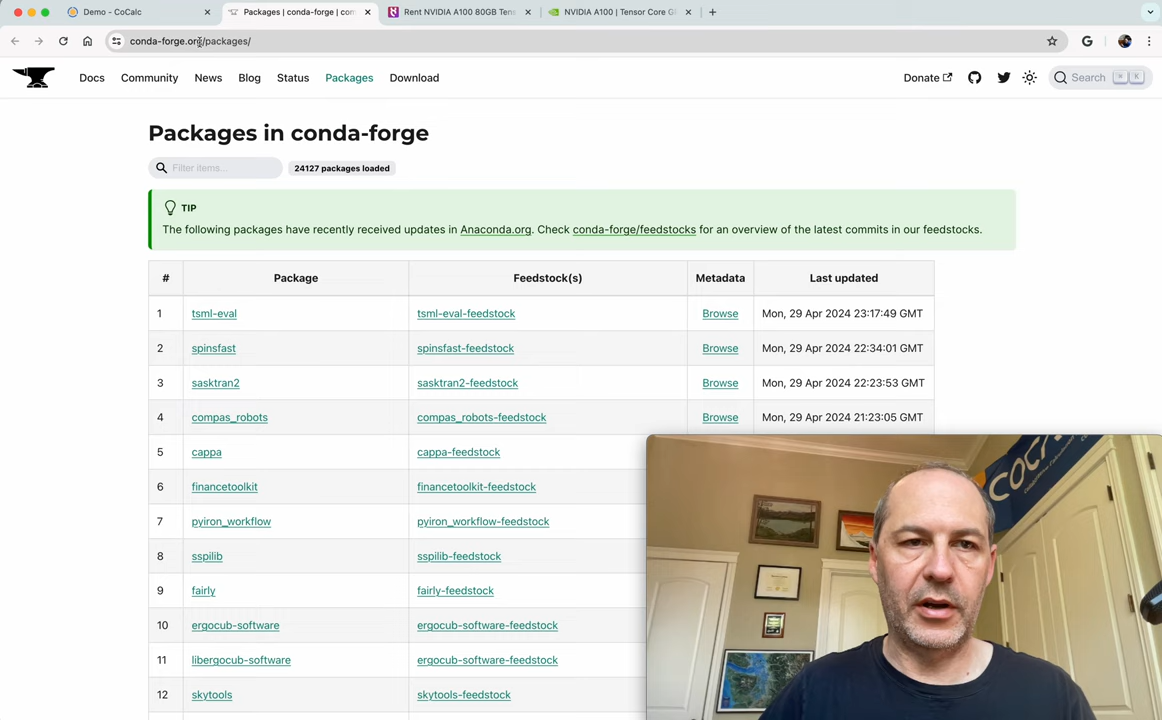 Demo - CoCalc
Packages | conda-forge | con
Rent NVIDIA A100 80GB Tens
NVIDIA A100 | Tensor Core G
conda-forge.org/packages/
Docs Community News Blog Status Packages Download
Donate
Search K
Packages in conda-forge
Filter items...
24127 packages loaded
TIP
The following packages have recently received updates in Anaconda.org. Check conda-forge/feedstocks for an overview of the latest commits in our feedstocks.
# Package Feedstock(s) Metadata Last updated
1 tsml-eval tsml-eval-feedstock Browse Mon, 29 Apr 2024 23:17:49 GMT
2 spinsfast spinsfast-feedstock Browse Mon, 29 Apr 2024 22:34:01 GMT
3 sasktran2 sasktran2-feedstock Browse Mon, 29 Apr 2024 22:23:53 GMT
4 compas_robots compas_robots-feedstock Browse Mon, 29 Apr 2024 21:23:05 GMT
5 cappa cappa-feedstock
6 financetoolkit financetoolkit-feedstock
7 pyiron_workflow pyiron_workflow-feedstock
8 sspilib sspilib-feedstock
9 fairly fairly-feedstock
10 ergocub-software ergocub-software-feedstock
11 libergocub-software ergocub-software-feedstock
12 skytools skytools-feedstock